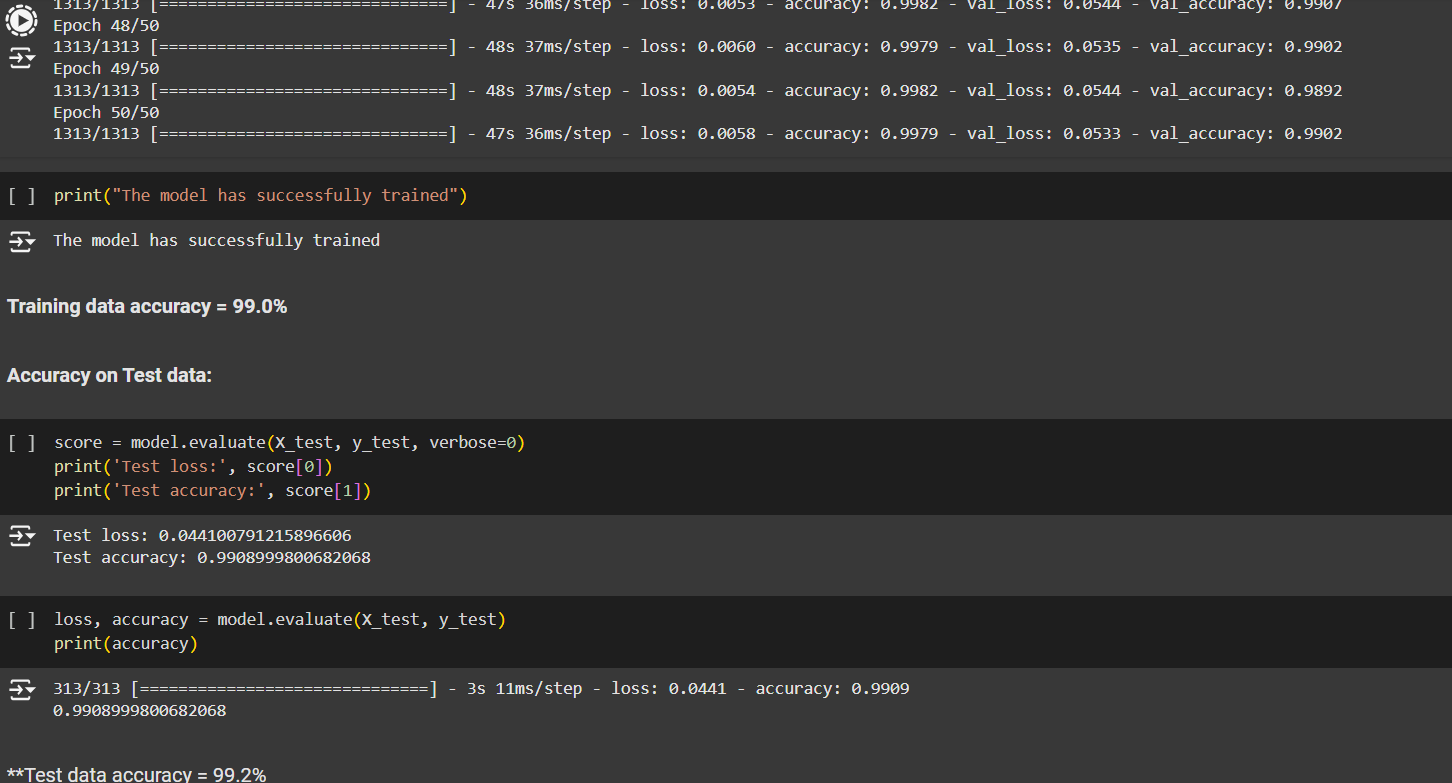 1313/1313 [==============================] - 47s 36ms/step - loss: 0.0053 - accuracy: 0.9982 - val_loss: 0.0544 - val_accuracy: 0.9907
Epoch 48/50
1313/1313 [==============================] - 48s 37ms/step - loss: 0.0060 - accuracy: 0.9979 - val_loss: 0.0535 - val_accuracy: 0.9902
Epoch 49/50
1313/1313 [==============================] - 48s 37ms/step - loss: 0.0054 - accuracy: 0.9982 - val_loss: 0.0544 - val_accuracy: 0.9892
Epoch 50/50
1313/1313 [==============================] - 47s 36ms/step - loss: 0.0058 - accuracy: 0.9979 - val_loss: 0.0533 - val_accuracy: 0.9902
[ ] print("The model has successfully trained")
The model has successfully trained
Training data accuracy = 99.0%
Accuracy on Test data:
[ ] score = model.evaluate(X_test, y_test, verbose=0)
print('Test loss:', score[0])
print('Test accuracy:', score[1])
Test loss: 0.044100791215896606
Test accuracy: 0.9908999800682068
[ ] loss, accuracy = model.evaluate(X_test, y_test)
print(accuracy)
313/313 [==============================] - 3s 11ms/step - loss: 0.0441 - accuracy: 0.9909
0.9908999800682068
**Test data accuracy = 99.2%